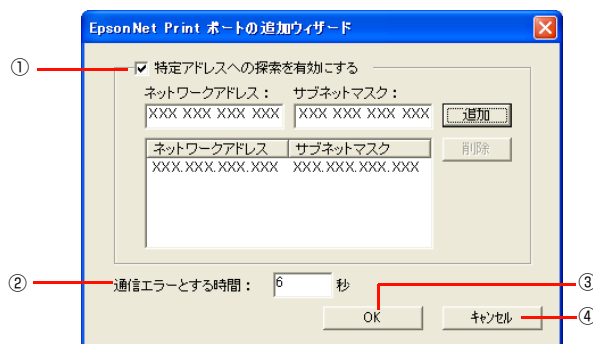 EpsonNet Print ポートの追加ウィザード
① 特定アドレスへの探索を有効にする
ネットワークアドレス： サブネットマスク：
XXX XXX XXX XXX XXX XXX XXX XXX 追加
ネットワークアドレス サブネットマスク 削除
XXX.XXX.XXX.XXX XXX.XXX.XXX.XXX
② 通信エラーとする時間： 6 秒
③
OK キャンセル ④